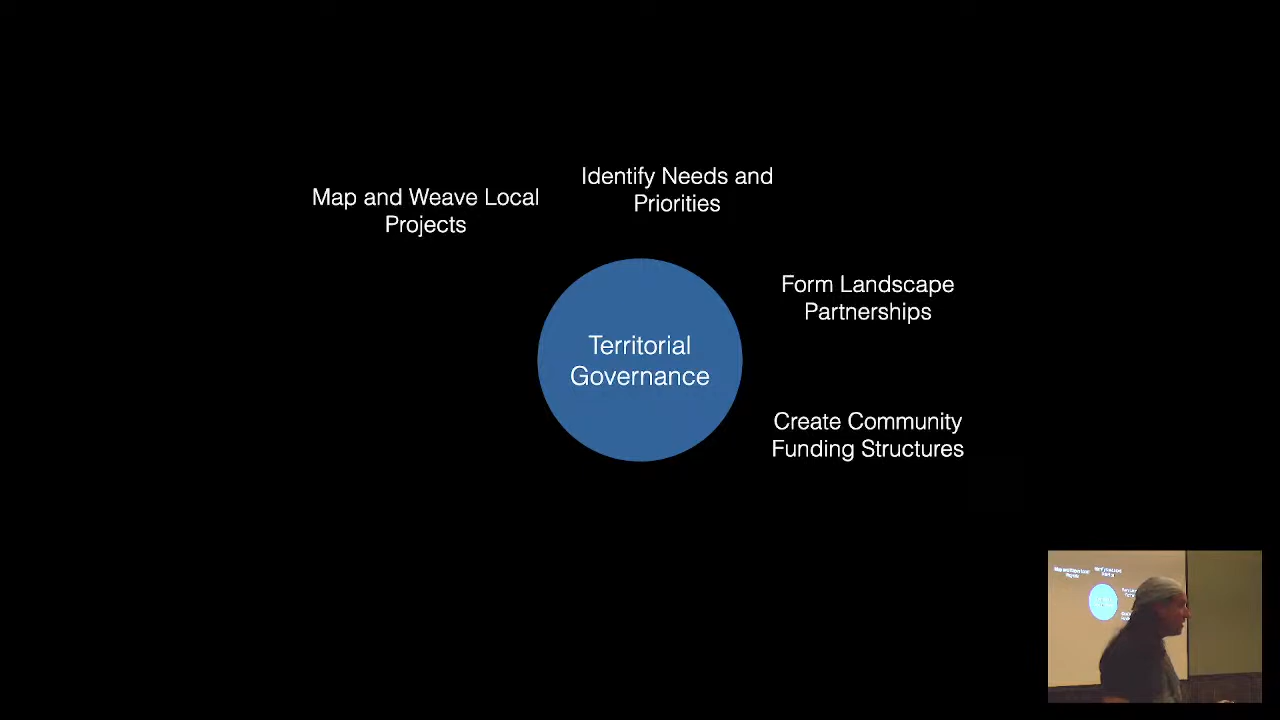 Map and Weave Local
Projects
Identify Needs and
Priorities
Form Landscape
Partnerships
Territorial
Governance
Create Community
Funding Structures